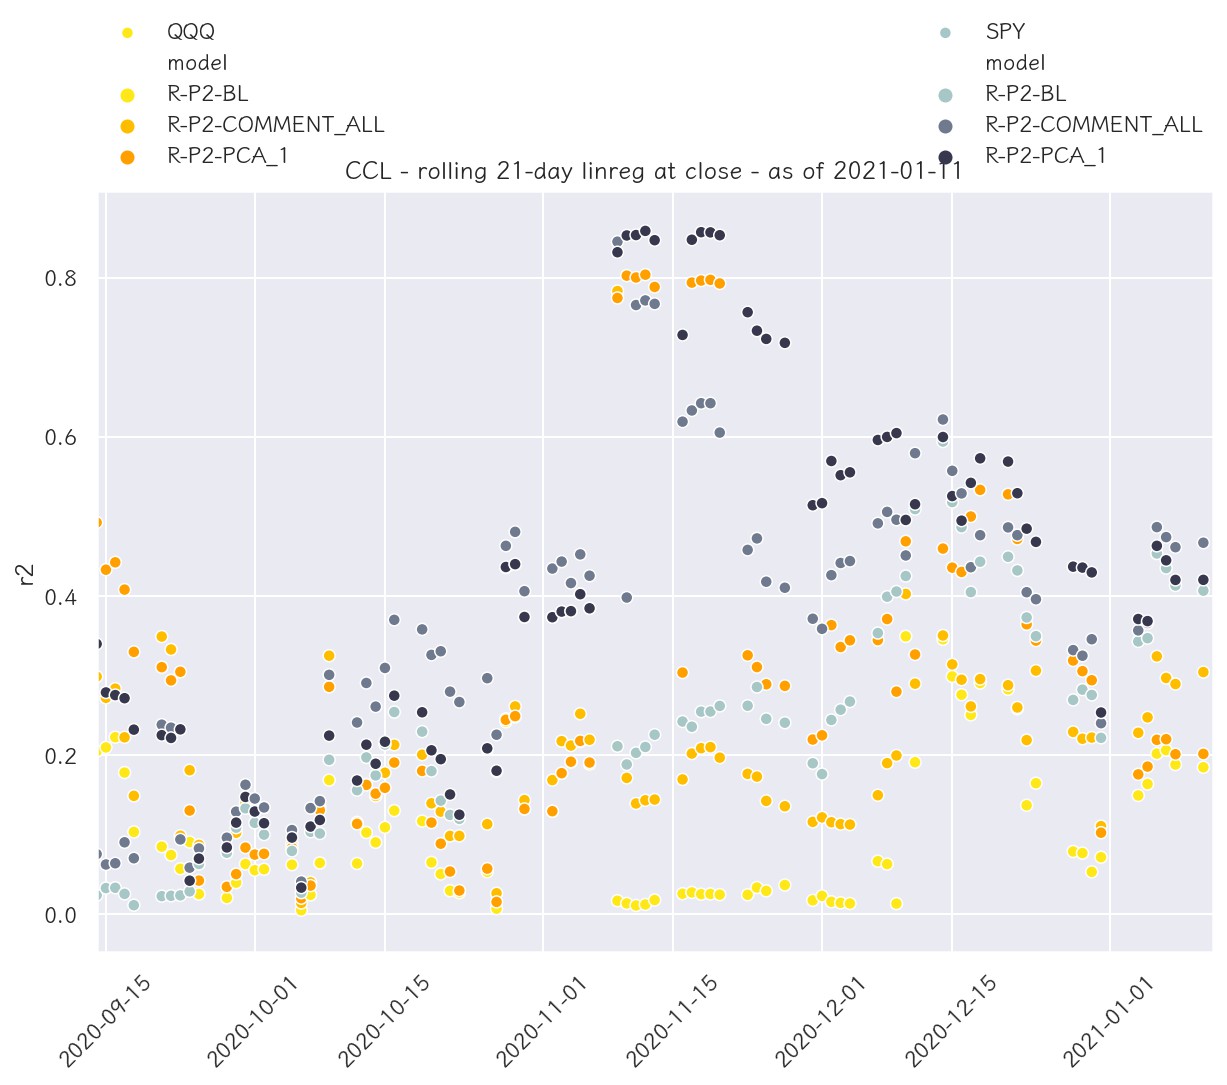 QQQ
model
R-P2-BL
R-P2-COMMENT_ALL
R-P2-PCA_1
SPY
model
R-P2-BL
R-P2-COMMENT_ALL
R-P2-PCA_1
CCL - rolling 21-day linreg at close - as of 2021-01-11
r2
0.8
0.6
0.4
0.2
0.0
2020-09-15
2020-10-01
2020-10-15
2020-11-01
2020-11-15
2020-12-01
2020-12-15
2021-01-01